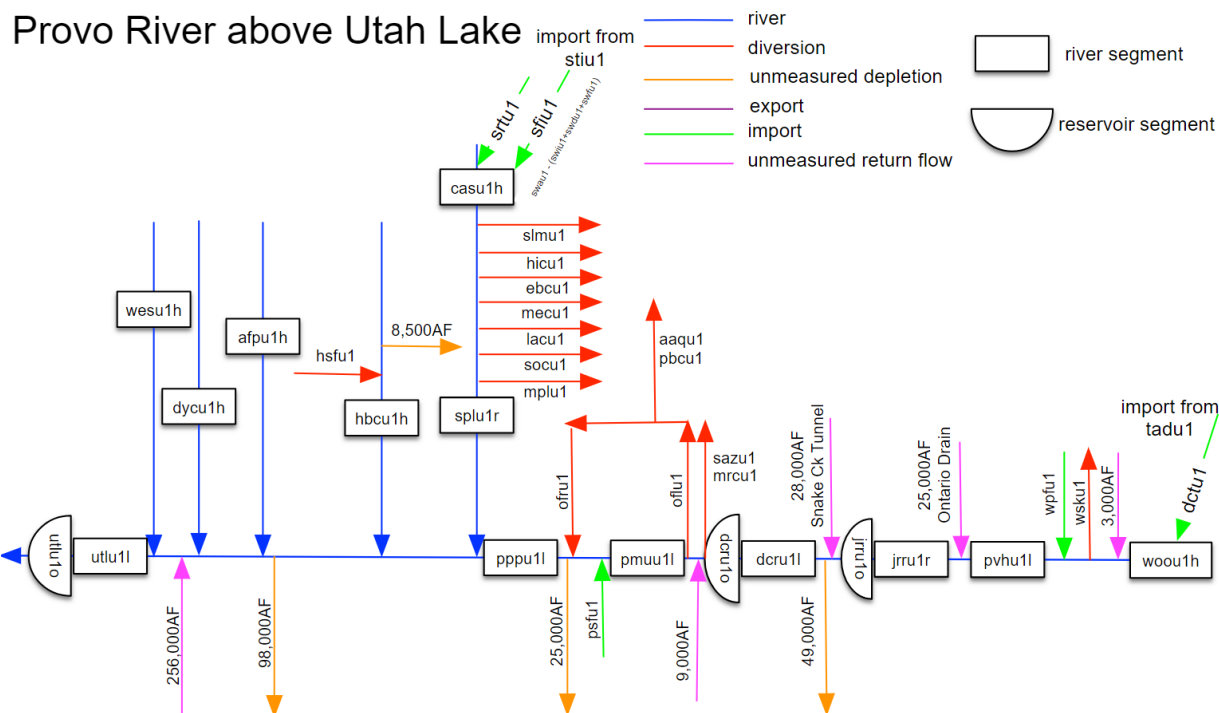 Provo River above Utah Lake
import from
stiu1
srtu1
sfiu1
swau1 - (swiu1+swdu1+swfu1)
river
diversion
unmeasured depletion
export
import
unmeasured return flow
river segment
reservoir segment
casu1h
slmu1
hicu1
ebcu1
mecu1
lacu1
socu1
mplu1
wesu1h
afpu1h
8,500AF
hsfu1
dycu1h
hbcu1h
splu1r
aaqu1
pbcu1
sazu1
mrcu1
ofru1
oflu1
28,000AF
Snake Ck Tunnel
25,000AF
Ontario Drain
wpfu1
wsku1
3,000AF
import from
tadu1
dctu1
utlu1o
utlu1l
pppu1l
pmuu1l
dcru1o
dcru1l
jrru1o
jrru1r
pvhu1l
woou1h
256,000AF
98,000AF
25,000AF
psfu1
9,000AF
49,000AF